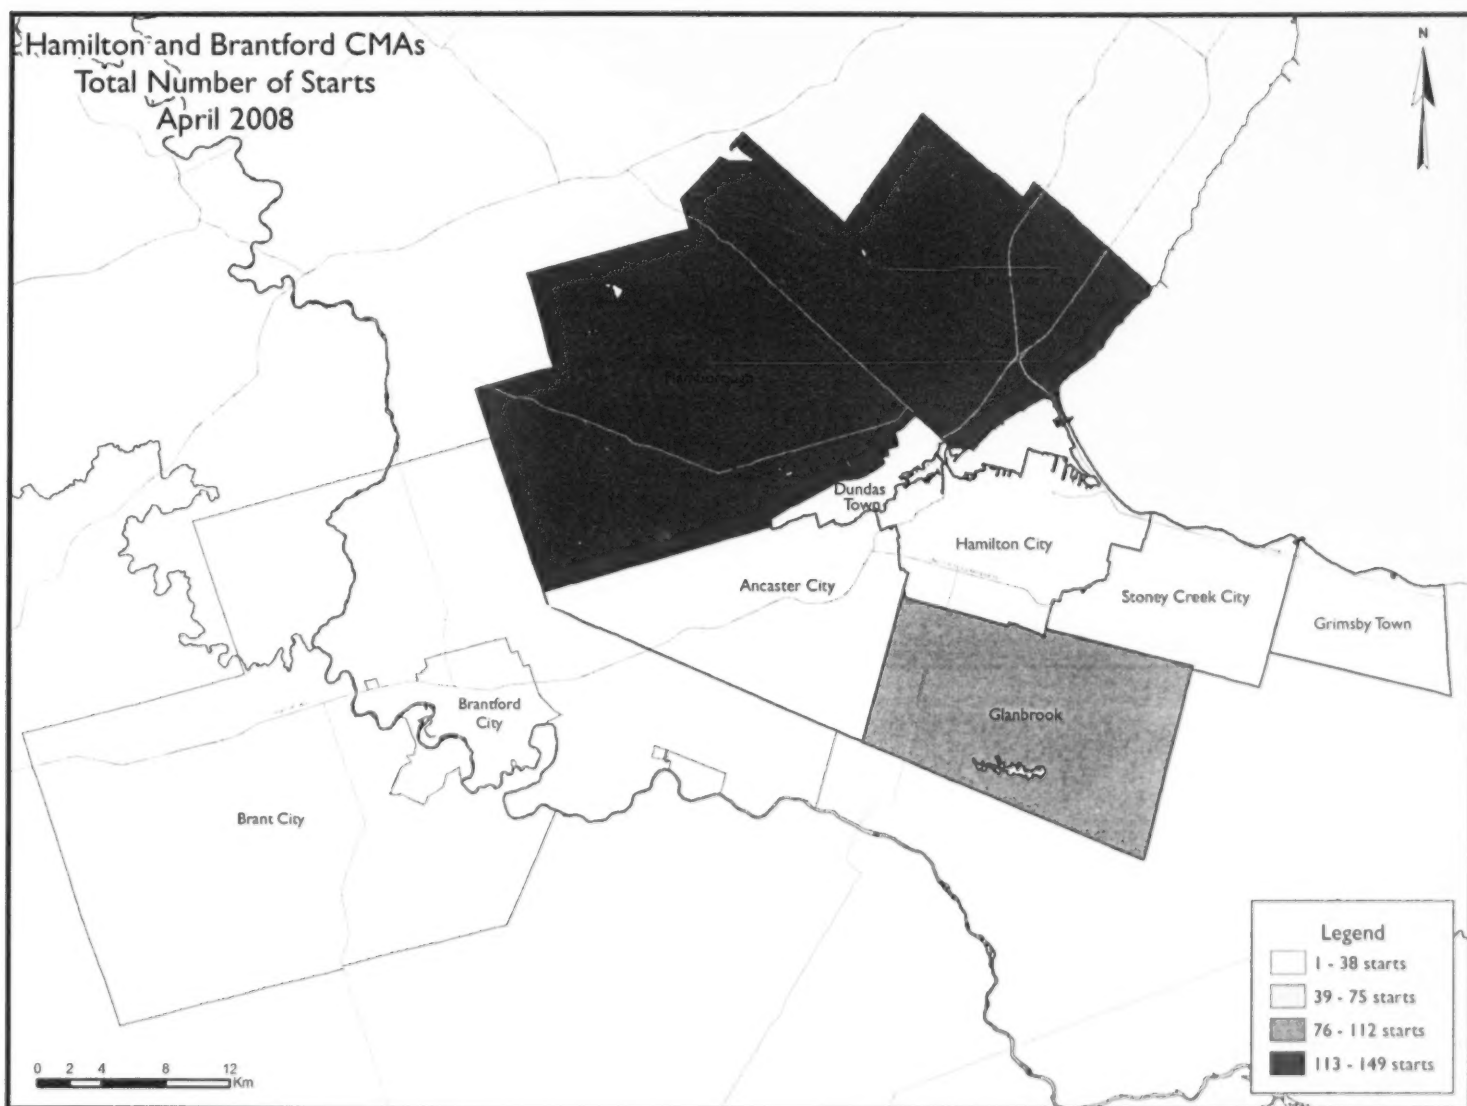 Hamilton and Brantford CMAs
Total Number of Starts
April 2008
N
Flamborough
Dundas
Town
Hamilton City
Ancaster City
Stoney Creek City
Grimsby Town
Glanbrook
Brantford
City
Brant City
Legend
1 - 38 starts
39 - 75 starts
76 - 112 starts
113 - 149 starts
0 2 4 8 12
Km